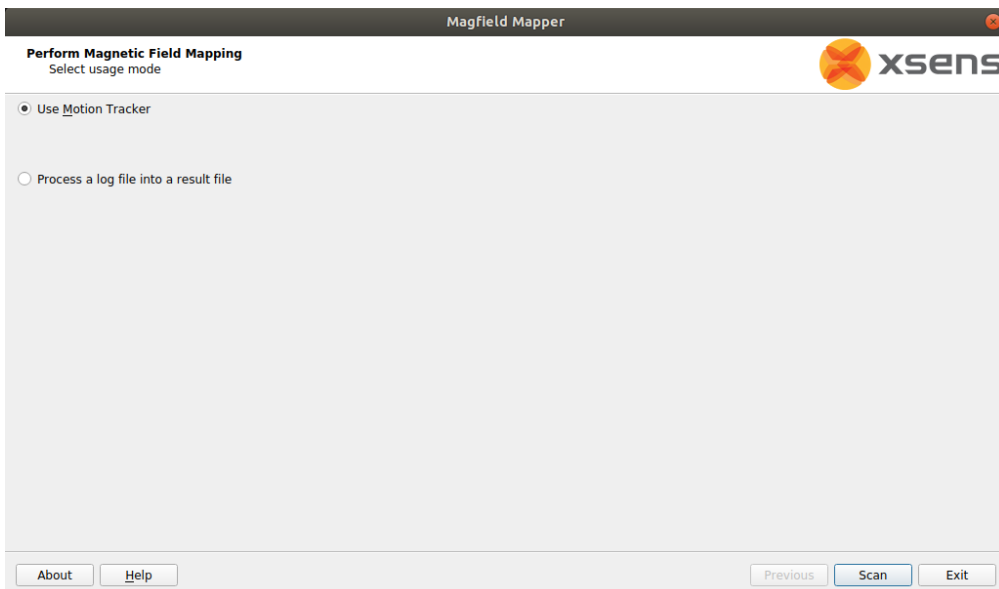 Magfield Mapper
Perform Magnetic Field Mapping
Select usage mode
xsens
Use Motion Tracker
Process a log file into a result file
About Help Previous Scan Exit